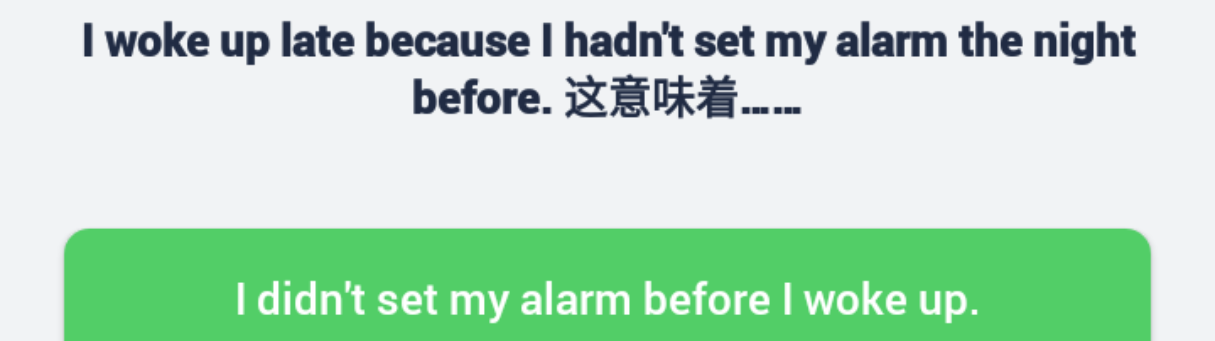 I woke up late because I hadn't set my alarm the night
before. 这意味着……
I didn't set my alarm before I woke up.